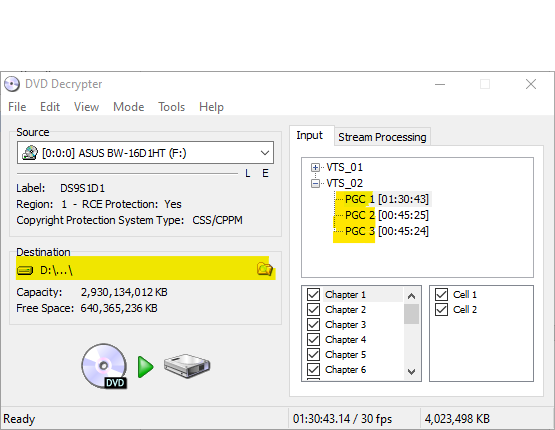 DVD Decrypter
File Edit View Mode Tools Help
Source
[0:0:0] ASUS BW-16D1HT (F:)
L E
Label: DS9S1D1
Region: 1 - RCE Protection: Yes
Copyright Protection System Type: CSS/CPPM
Destination
D:\...\
Capacity: 2,930,134,012 KB
Free Space: 640,365,236 KB
DVD
Input Stream Processing
VTS_01
VTS_02
PGC 1 [01:30:43]
PGC 2 [00:45:25]
PGC 3 [00:45:24]
Chapter 1
Chapter 2
Chapter 3
Chapter 4
Chapter 5
Chapter 6
Cell 1
Cell 2
Ready
01:30:43.14 / 30 fps
4,023,498 KB